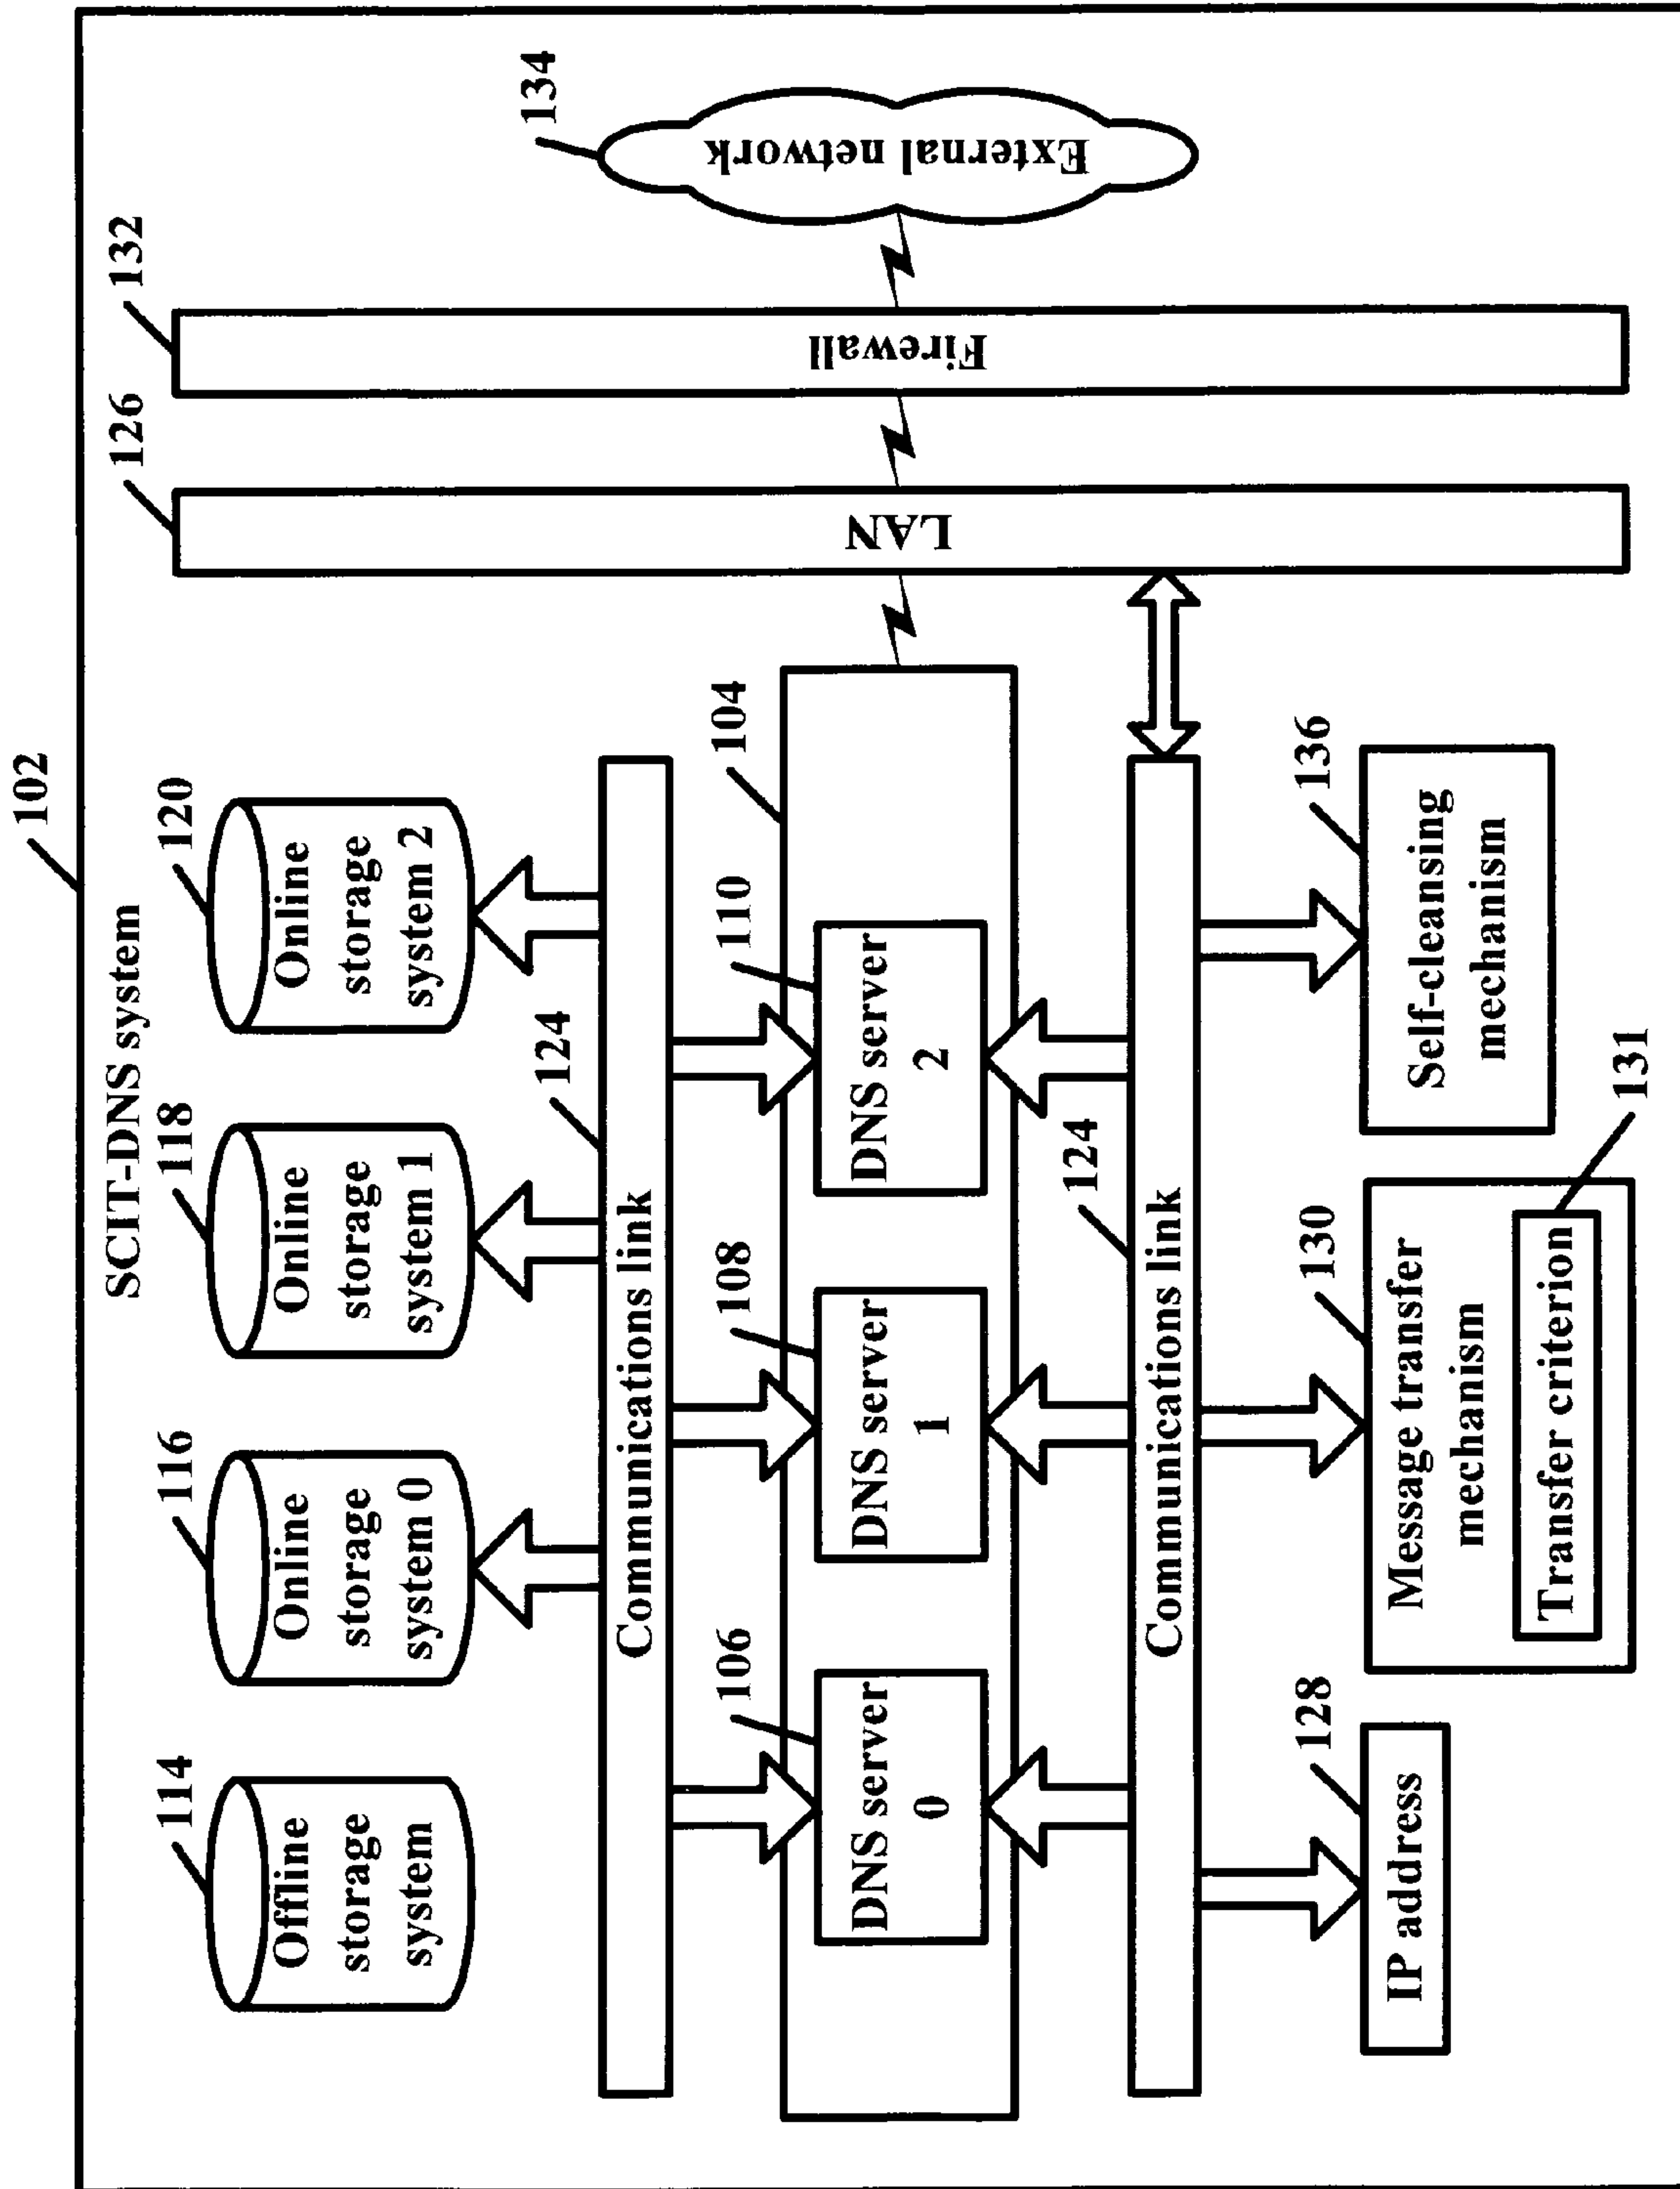 102
SCIT-DNS system
114
116
118
120
Offline
storage
system
Online
storage
system 0
Online
storage
system 1
Online
storage
system 2
124
Communications link
104
106
108
110
DNS server
0
DNS server
1
DNS server
2
124
Communications link
128
130
136
IP address
Message transfer
mechanism
Transfer criterion
131
Self-cleansing
mechanism
126
LAN
132
Firewall
134
External network